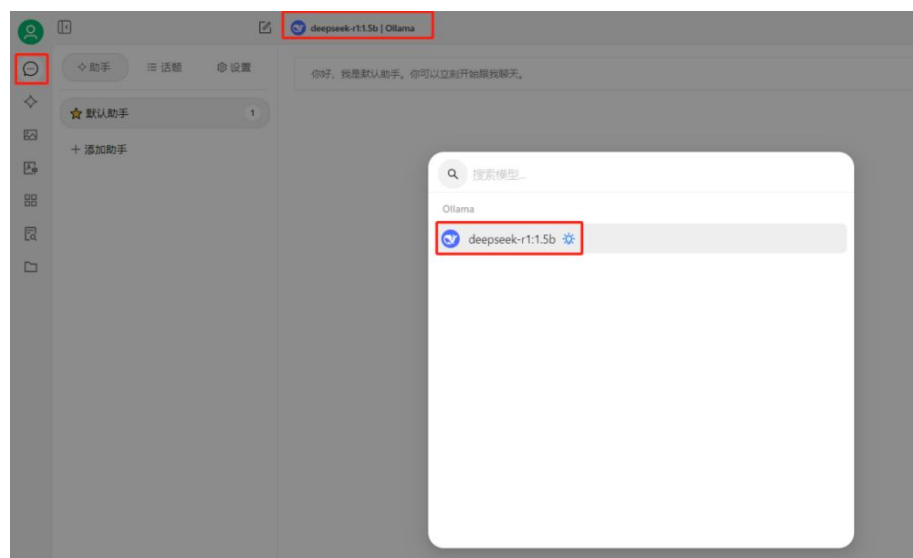 deepseek-r1:1.5b | Ollama
助手 话题 设置
你好，我是默认助手。你可以立刻开始跟我聊天。
默认助手 1
+ 添加助手
搜索模型...
Ollama
deepseek-r1:1.5b